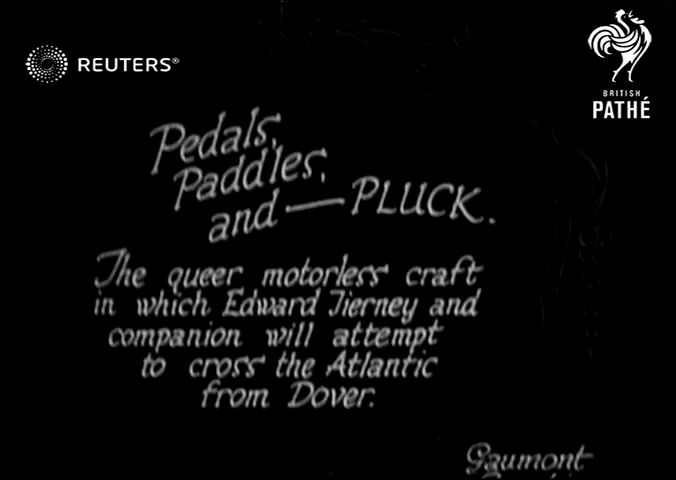 REUTERS®
BRITISH
PATHÉ
Pedals,
Paddles,
and — PLUCK.
The queer motorless craft
in which Edward Tierney and
companion will attempt
to cross the Atlantic
from Dover.
Gaumont